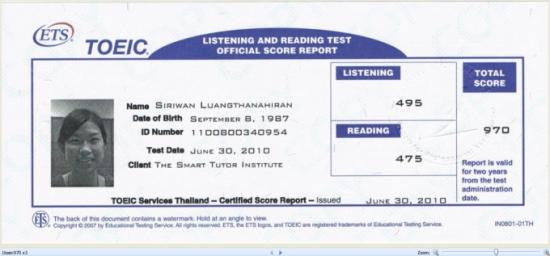 ETS
TOEIC.
LISTENING AND READING TEST
OFFICIAL SCORE REPORT
Name SIRIWAN LUANGTHANAHIRAN
Date of Birth SEPTEMBER 8, 1987
ID Number 1100800340954
Test Date JUNE 30, 2010
Client THE SMART TUTOR INSTITUTE
LISTENING
495
READING
475
TOTAL
SCORE
970
Report is valid
for two years
from the test
administration
date.
TOEIC Services Thailand – Certified Score Report – Issued JUNE 30, 2010
ETS
The back of this document contains a watermark. Hold at an angle to view.
Copyright © 2007 by Educational Testing Service. All rights reserved. ETS, the ETS logos, and TOEIC are registered trademarks of Educational Testing Service.
IN0801-01TH
Zoom: